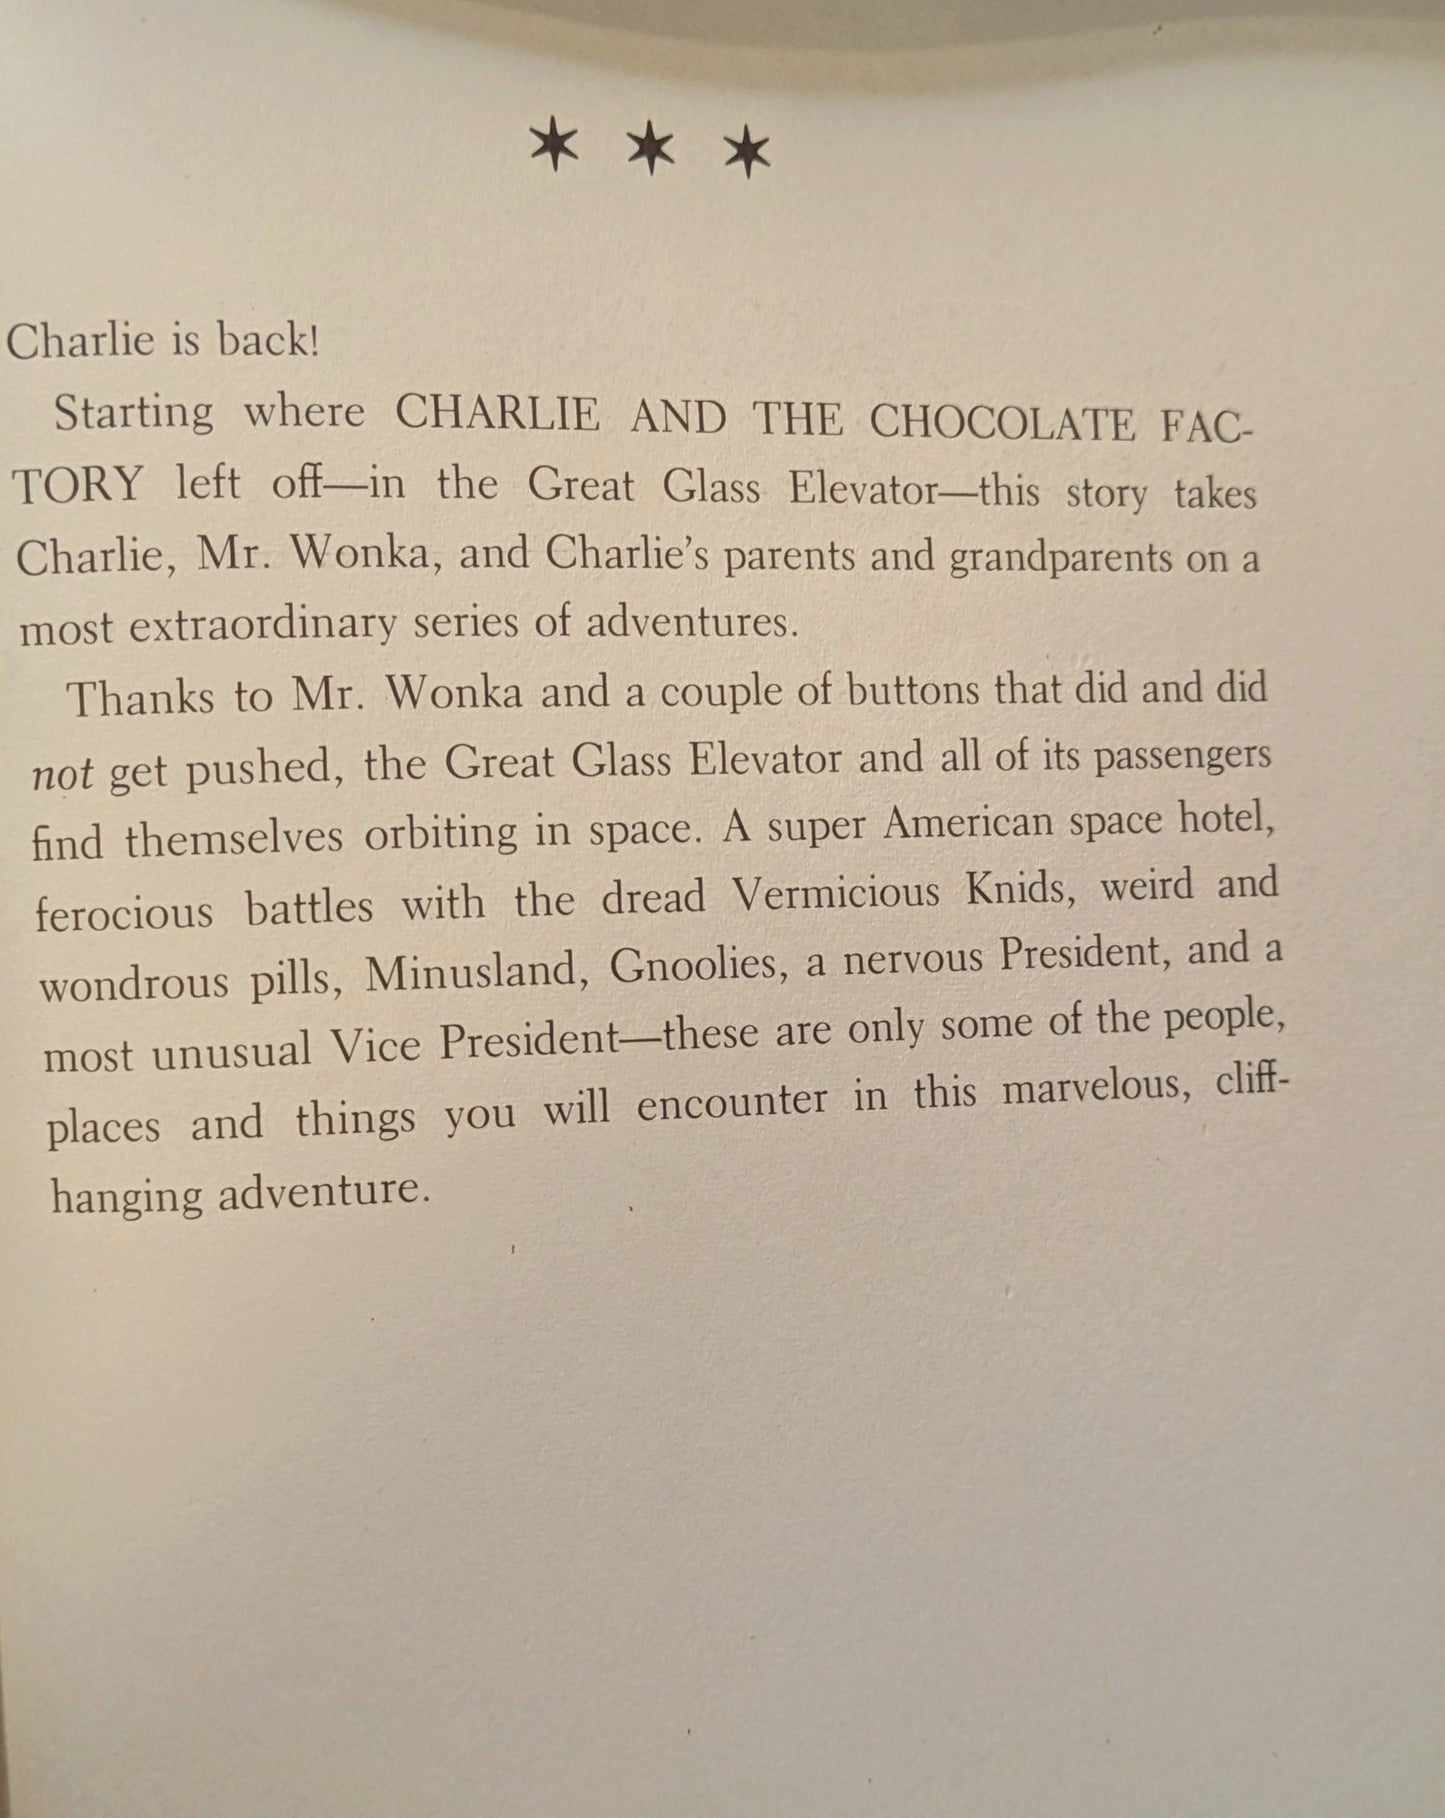 * * *
Charlie is back!
Starting where CHARLIE AND THE CHOCOLATE FAC-
TORY left off—in the Great Glass Elevator—this story takes
Charlie, Mr. Wonka, and Charlie’s parents and grandparents on a
most extraordinary series of adventures.
Thanks to Mr. Wonka and a couple of buttons that did and did
not get pushed, the Great Glass Elevator and all of its passengers
find themselves orbiting in space. A super American space hotel,
ferocious battles with the dread Vermicious Knids, weird and
wondrous pills, Minusland, Gnoolies, a nervous President, and a
most unusual Vice President—these are only some of the people,
places and things you will encounter in this marvelous, cliff-
hanging adventure.